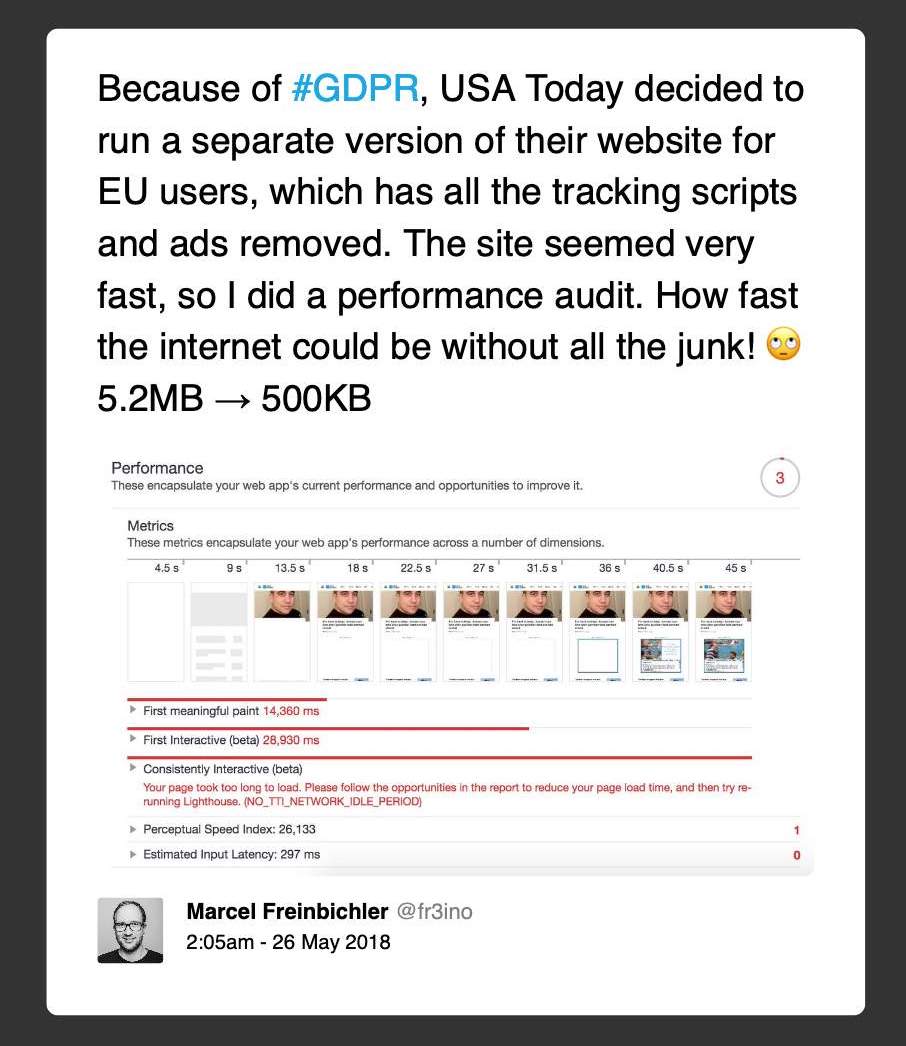 Because of #GDPR, USA Today decided to
run a separate version of their website for
EU users, which has all the tracking scripts
and ads removed. The site seemed very
fast, so I did a performance audit. How fast
the internet could be without all the junk! 🙄
5.2MB → 500KB
Performance
These encapsulate your web app's current performance and opportunities to improve it.
3
Metrics
These metrics encapsulate your web app's performance across a number of dimensions.
4.5 s 9 s 13.5 s 18 s 22.5 s 27 s 31.5 s 36 s 40.5 s 45 s
First meaningful paint 14,360 ms
First Interactive (beta) 28,930 ms
Consistently Interactive (beta)
Your page took too long to load. Please follow the opportunities in the report to reduce your page load time, and then try re-
running Lighthouse. (NO_TTI_NETWORK_IDLE_PERIOD)
Perceptual Speed Index: 26,133 1
Estimated Input Latency: 297 ms 0
Marcel Freinbichler @fr3ino
2:05am - 26 May 2018